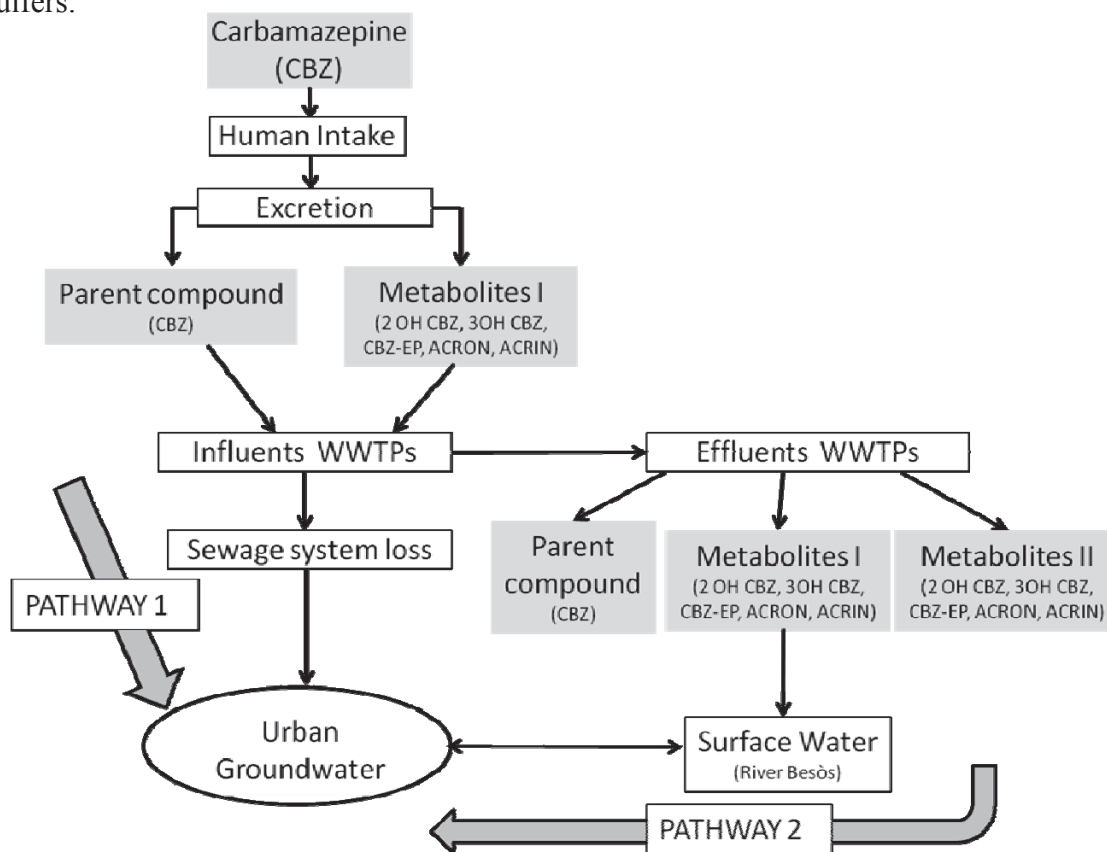 uffers.
Carbamazepine
(CBZ)
Human Intake
Excretion
Parent compound
(CBZ)
Metabolites I
(2 OH CBZ, 3OH CBZ,
CBZ-EP, ACRON, ACRIN)
Influents WWTPs
Effluents WWTPs
Sewage system loss
Parent
compound
(CBZ)
Metabolites I
(2 OH CBZ, 3OH CBZ,
CBZ-EP, ACRON, ACRIN)
Metabolites II
(2 OH CBZ, 3OH CBZ,
CBZ-EP, ACRON, ACRIN)
PATHWAY 1
Urban
Groundwater
Surface Water
(River Besòs)
PATHWAY 2